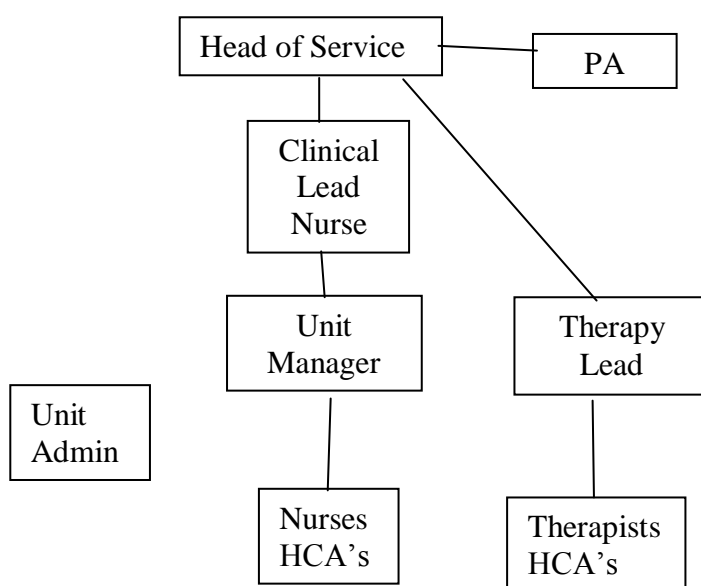 Head of Service
PA
Clinical
Lead
Nurse
Unit
Manager
Therapy
Lead
Unit
Admin
Nurses
HCA’s
Therapists
HCA’s